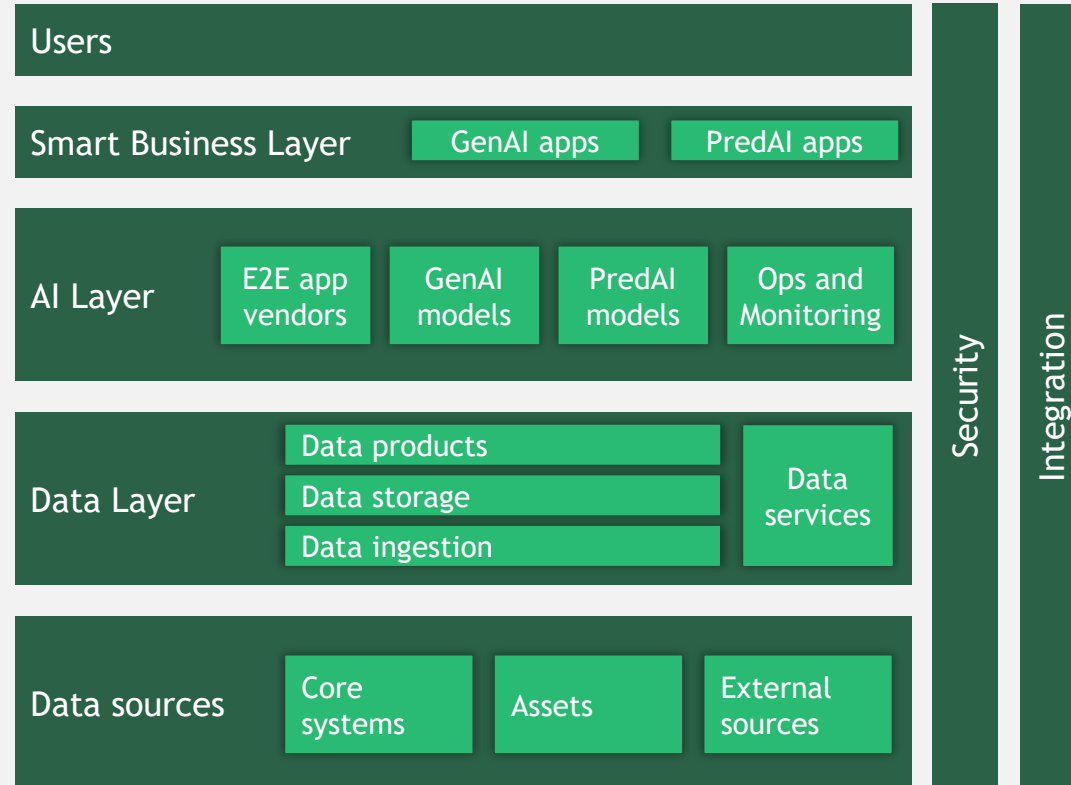 Users
Smart Business Layer
GenAI apps
PredAI apps
AI Layer
E2E app
vendors
GenAI
models
PredAI
models
Ops and
Monitoring
Data Layer
Data products
Data storage
Data ingestion
Data
services
Data sources
Core
systems
Assets
External
sources
Security
Integration